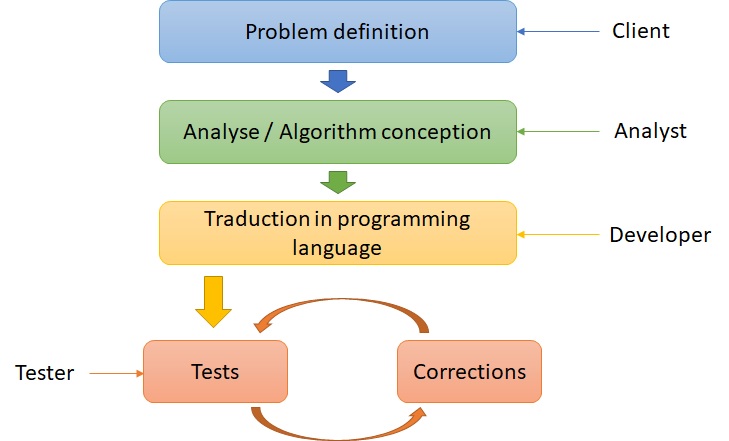 Problem definition
Client
Analyse / Algorithm conception
Analyst
Traduction in programming
language
Developer
Tester
Tests
Corrections